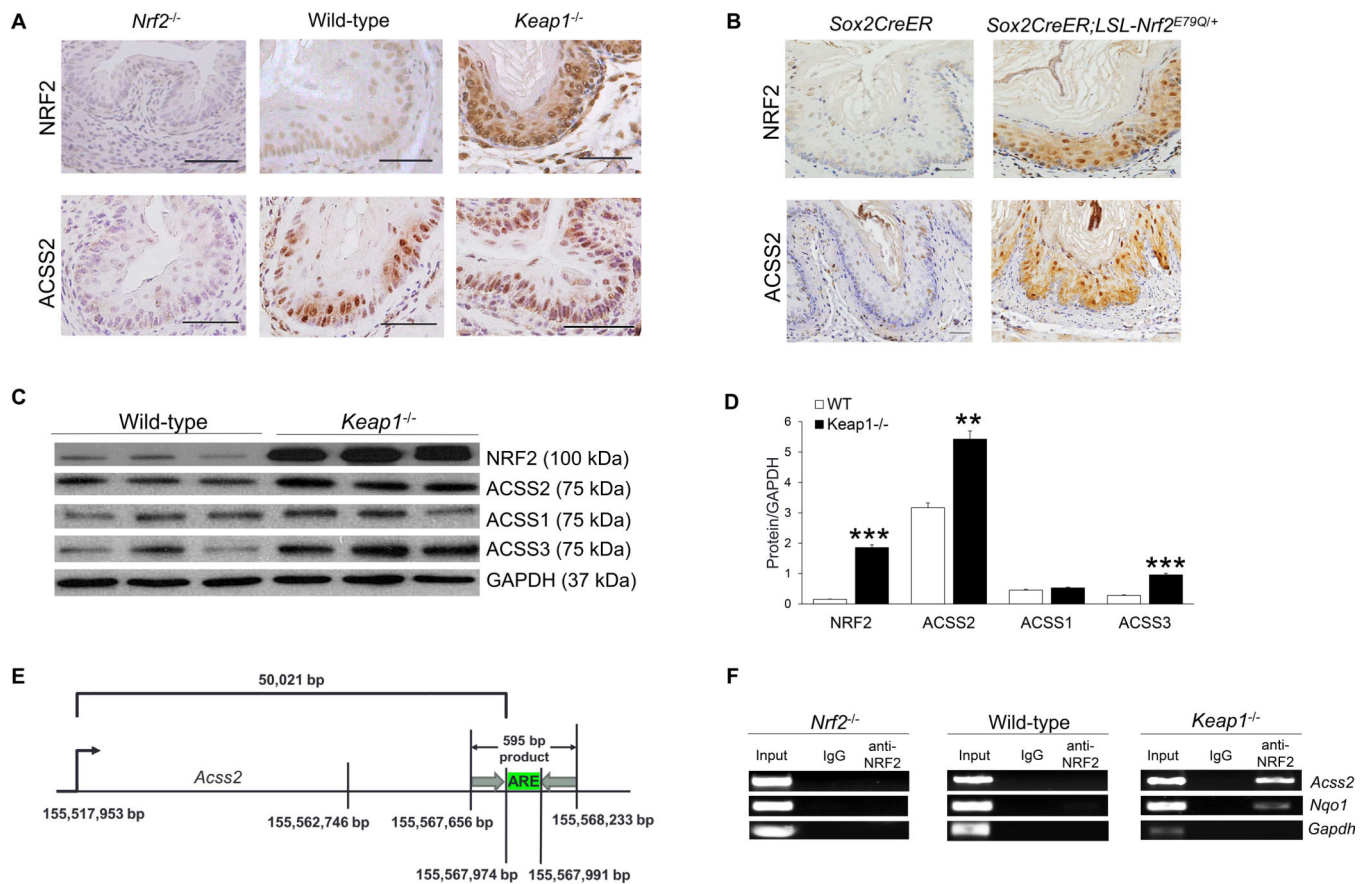 A
Nrf2-/-
Wild-type
Keap1-/-
NRF2
ACSS2
B
Sox2CreER
Sox2CreER;LSL-Nrf2E79Q/+
NRF2
ACSS2
C
Wild-type
Keap1-/-
NRF2 (100 kDa)
ACSS2 (75 kDa)
ACSS1 (75 kDa)
ACSS3 (75 kDa)
GAPDH (37 kDa)
D
WT
Keap1-/-
Protein/GAPDH
6
5
4
3
2
1
0
***
**
***
NRF2
ACSS2
ACSS1
ACSS3
E
50,021 bp
595 bp
product
Acss2
ARE
155,517,953 bp
155,562,746 bp
155,567,656 bp
155,568,233 bp
155,567,974 bp
155,567,991 bp
F
Nrf2-/-
Wild-type
Keap1-/-
Input IgG anti-NRF2
Input IgG anti-NRF2
Input IgG anti-NRF2
Acss2
Nqo1
Gapdh